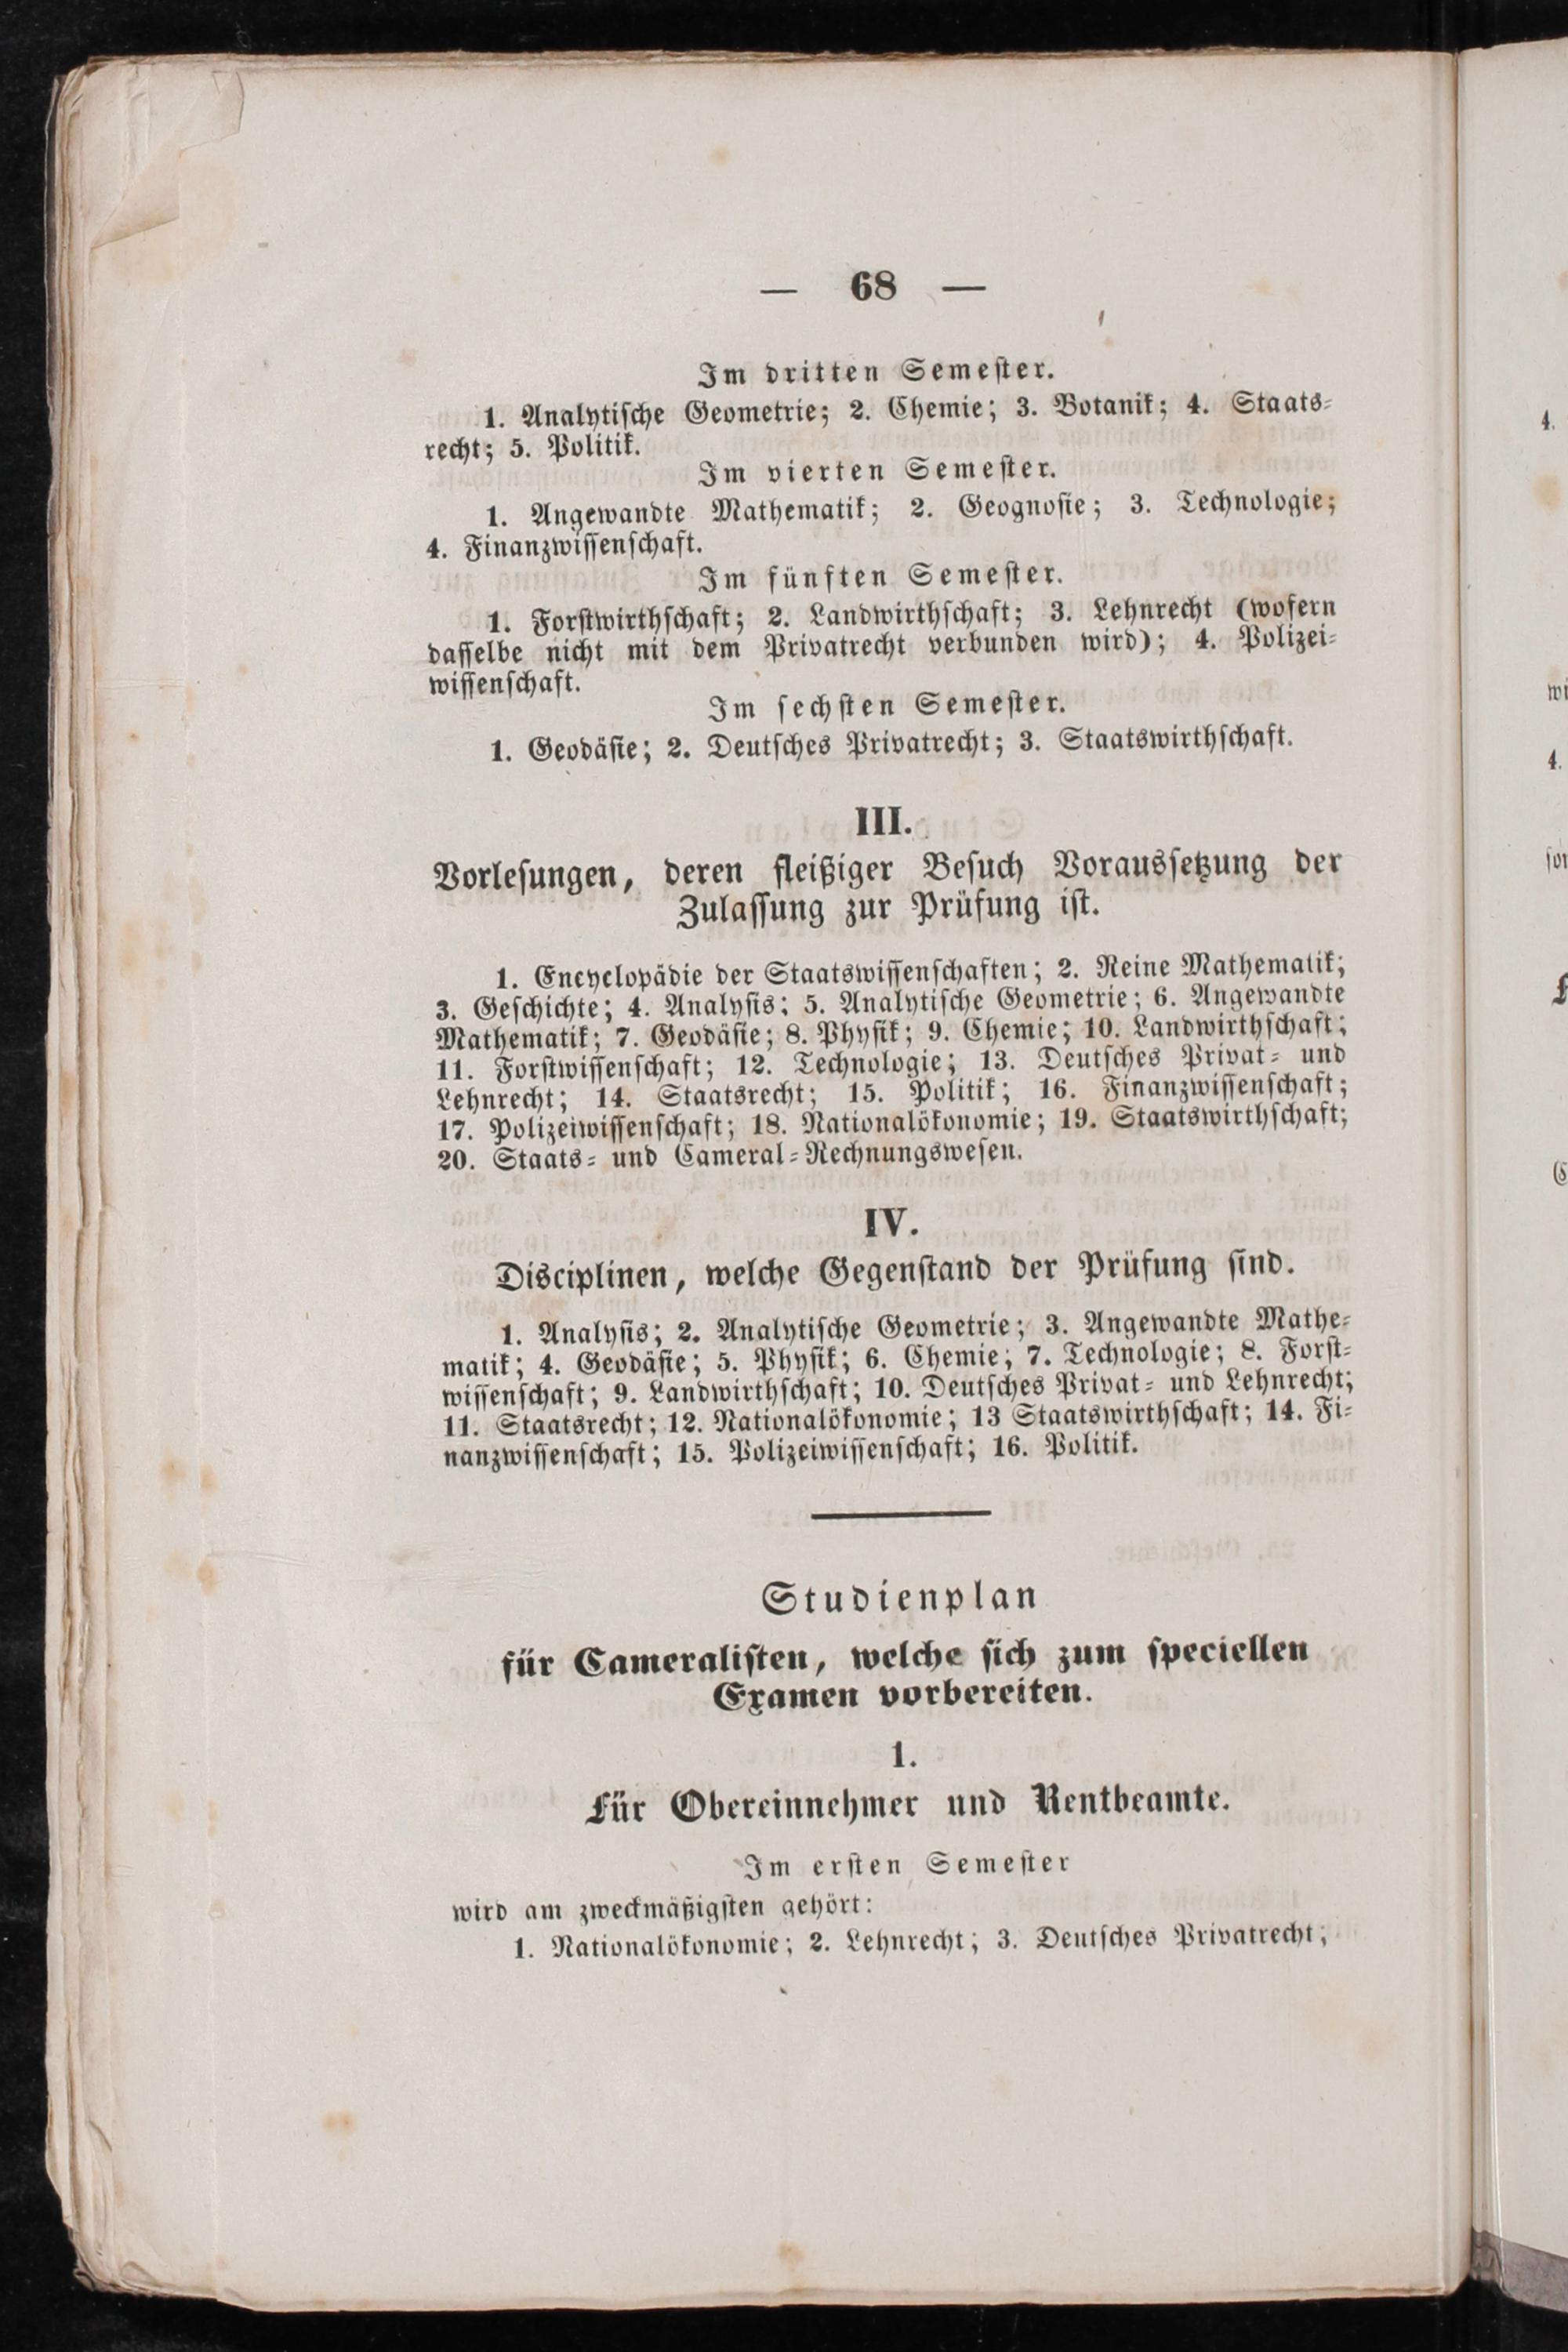 — 68 —
Im dritten Semester.
1. Analytische Geometrie; 2. Chemie; 3. Botanik; 4. Staats-
recht; 5. Politik.
Im vierten Semester.
1. Angewandte Mathematik; 2. Geognosie; 3. Technologie;
4. Finanzwissenschaft.
Im fünften Semester.
1. Forstwirthschaft; 2. Landwirthschaft; 3. Lehnrecht (wofern
dasselbe nicht mit dem Privatrecht verbunden wird); 4. Polizei-
wissenschaft.
Im sechsten Semester.
1. Geodäsie; 2. Deutsches Privatrecht; 3. Staatswirthschaft.
III.
Vorlesungen, deren fleißiger Besuch Voraussetzung der
Zulassung zur Prüfung ist.
1. Encyclopädie der Staatswissenschaften; 2. Reine Mathematik;
3. Geschichte; 4. Analysis; 5. Analytische Geometrie; 6. Angewandte
Mathematik; 7. Geodäsie; 8. Physik; 9. Chemie; 10. Landwirthschaft;
11. Forstwissenschaft; 12. Technologie; 13. Deutsches Privat- und
Lehnrecht; 14. Staatsrecht; 15. Politik; 16. Finanzwissenschaft;
17. Polizeiwissenschaft; 18. Nationalökonomie; 19. Staatswirthschaft;
20. Staats- und Cameral-Rechnungswesen.
IV.
Disciplinen, welche Gegenstand der Prüfung sind.
1. Analysis; 2. Analytische Geometrie; 3. Angewandte Mathe-
matik; 4. Geodäsie; 5. Physik; 6. Chemie; 7. Technologie; 8. Forst-
wissenschaft; 9. Landwirthschaft; 10. Deutsches Privat- und Lehnrecht;
11. Staatsrecht; 12. Nationalökonomie; 13 Staatswirthschaft; 14. Fi-
nanzwissenschaft; 15. Polizeiwissenschaft; 16. Politik.
Studienplan
für Cameralisten, welche sich zum speciellen
Examen vorbereiten.
1.
Für Obereinnehmer und Rentbeamte.
Im ersten Semester
wird am zweckmäßigsten gehört:
1. Nationalökonomie; 2. Lehnrecht; 3. Deutsches Privatrecht;
4.
4.